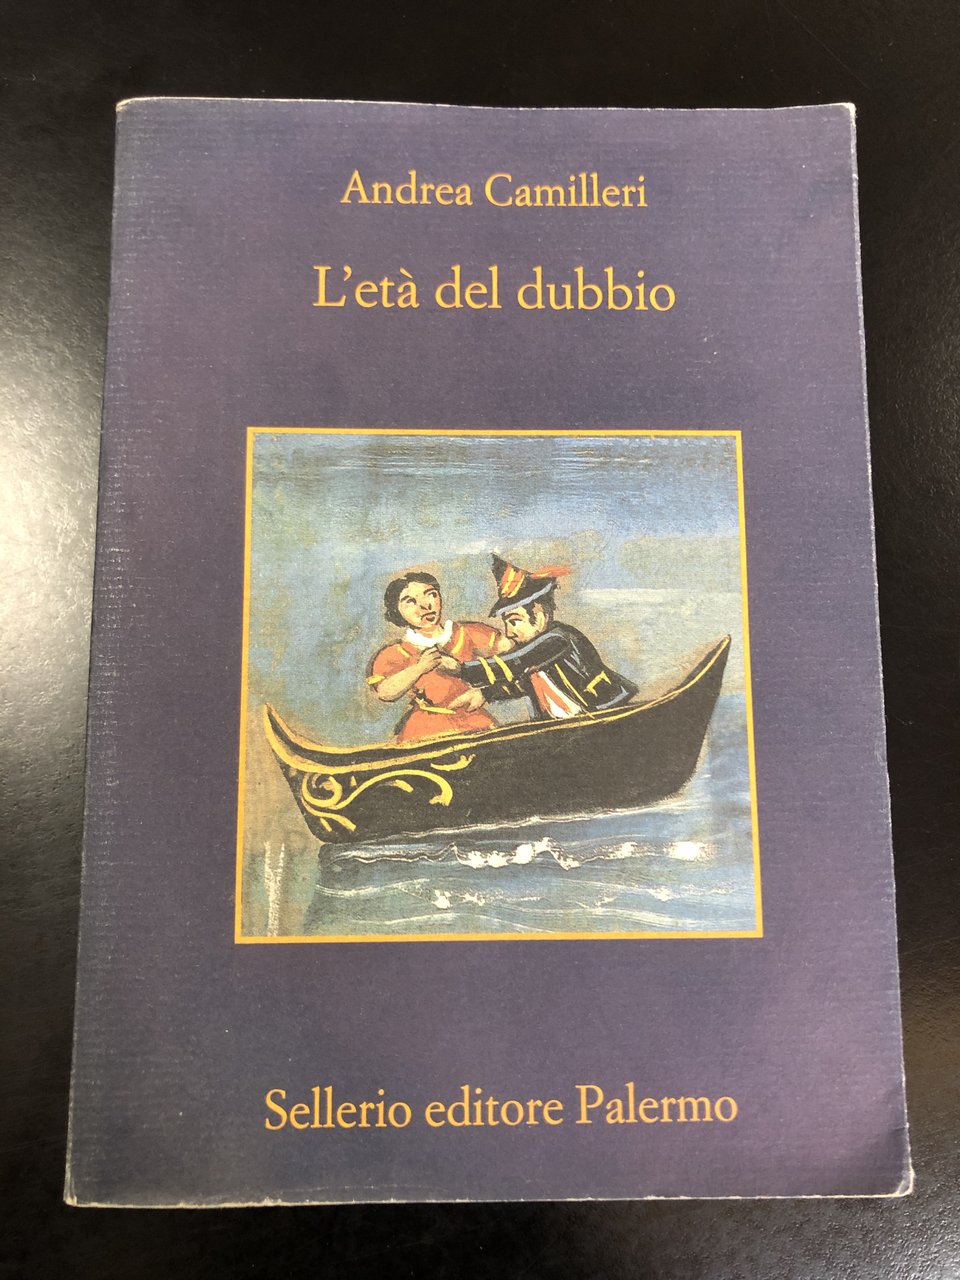 Andrea Camilleri
L'età del dubbio
Sellerio editore Palermo